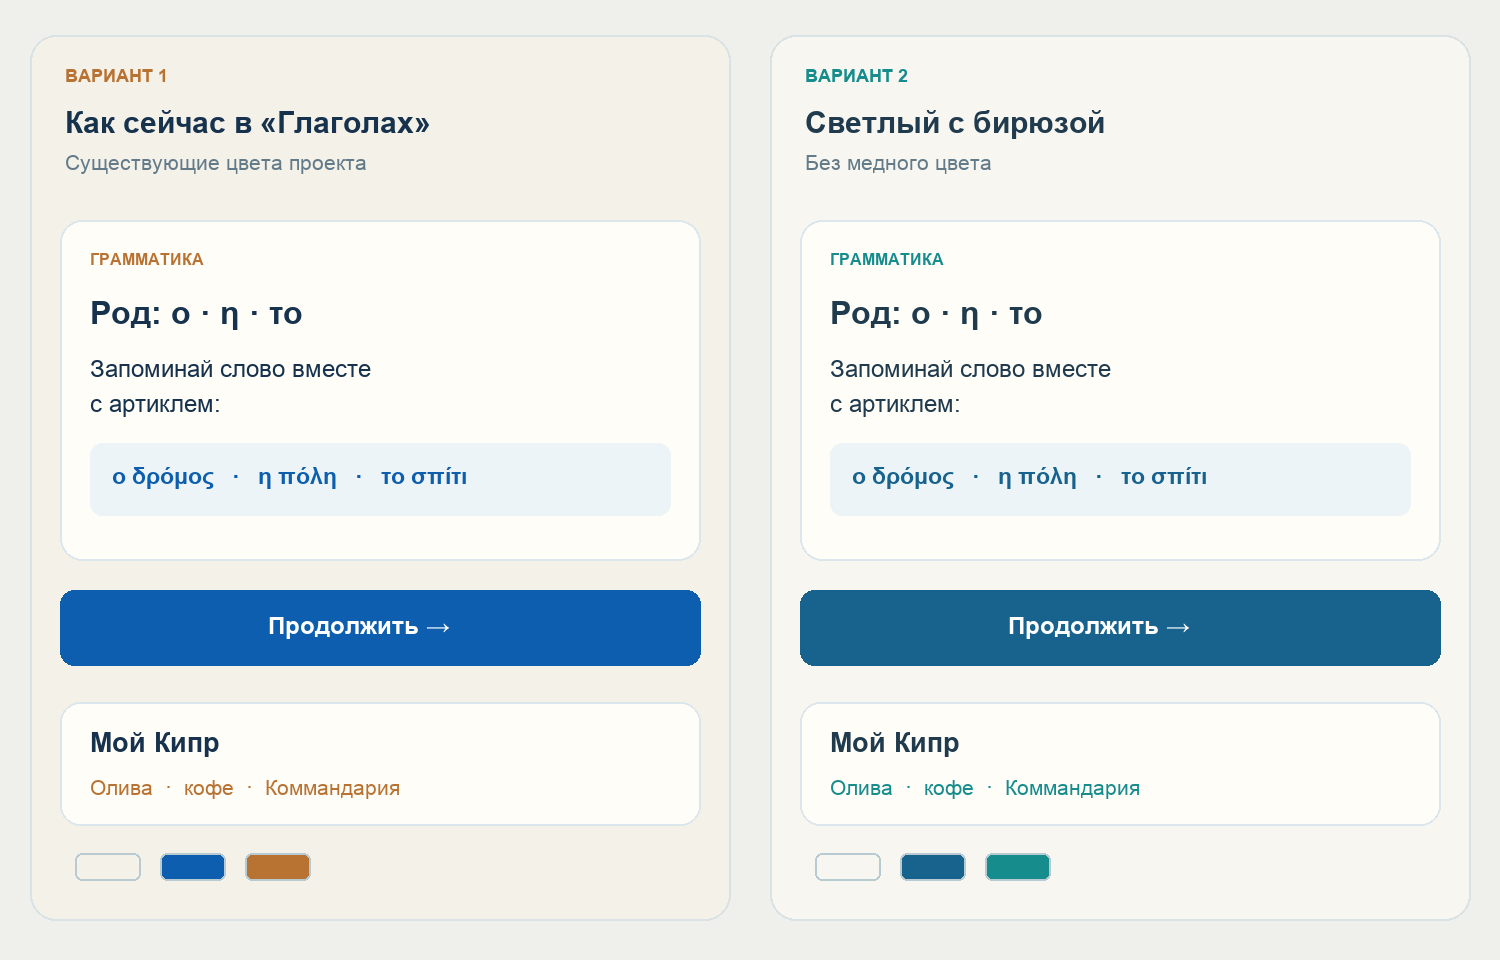 ВАРИАНТ 1
Как сейчас в «Глаголах»
Существующие цвета проекта
ГРАММАТИКА
Род: ο · η · το
Запоминай слово вместе
с артиклем:
ο δρόμος · η πόλη · το σπίτι
Продолжить →
Мой Кипр
Олива · кофе · Коммандария
ВАРИАНТ 2
Светлый с бирюзой
Без медного цвета
ГРАММАТИКА
Род: ο · η · το
Запоминай слово вместе
с артиклем:
ο δρόμος · η πόλη · το σπίτι
Продолжить →
Мой Кипр
Олива · кофе · Коммандария